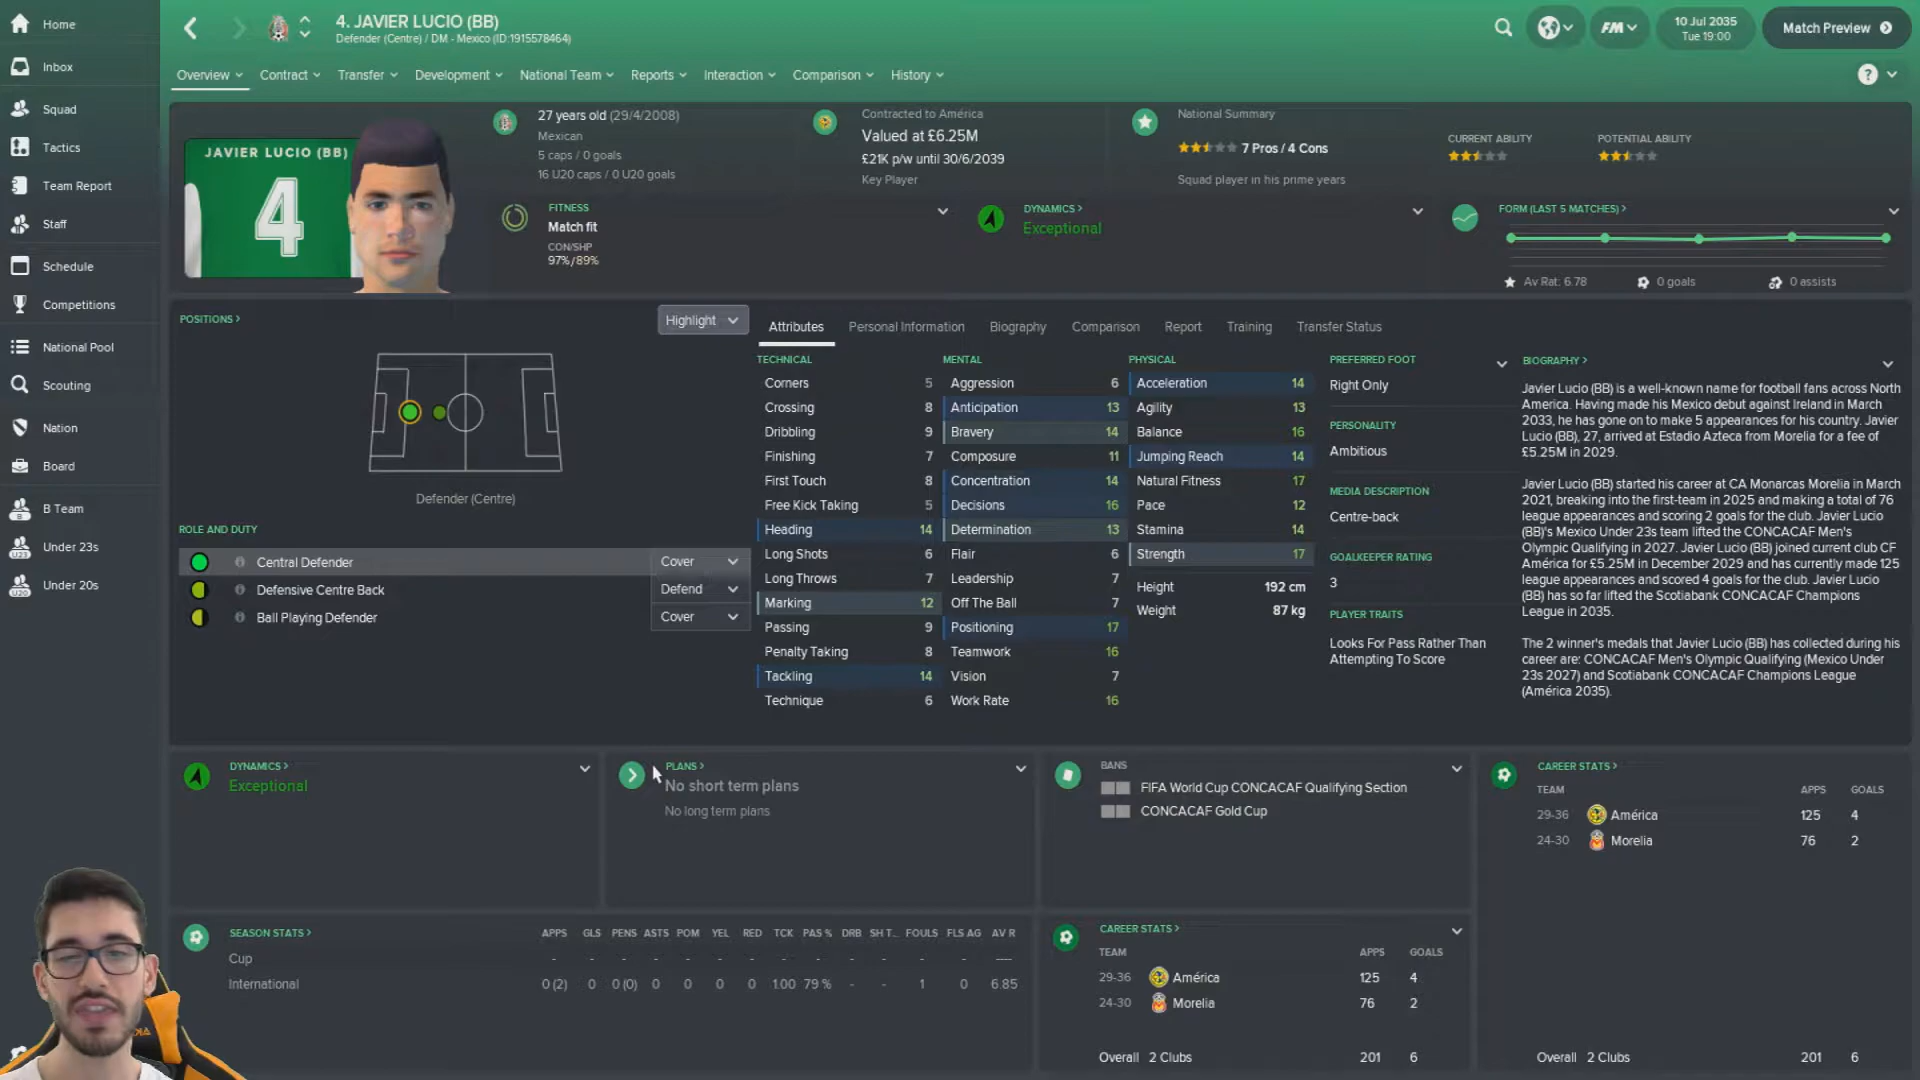 Home
Inbox
Squad
Tactics
Team Report
Staff
Schedule
Competitions
National Pool
Scouting
Nation
Board
B Team
Under 23s
Under 20s
4. JAVIER LUCIO (BB)
Defender (Centre) / DM - Mexico (ID:1915578464)
FM
10 Jul 2035
Tue 19:00
Match Preview
Overview
Contract
Transfer
Development
National Team
Reports
Interaction
Comparison
History
?
JAVIER LUCIO (BB)
4
27 years old (29/4/2008)
Mexican
5 caps / 0 goals
16 U20 caps / 0 U20 goals
Contracted to América
Valued at £6.25M
£21K p/w until 30/6/2039
Key Player
National Summary
7 Pros / 4 Cons
Squad player in his prime years
CURRENT ABILITY
POTENTIAL ABILITY
FITNESS
Match fit
CON/SHP
97%/89%
DYNAMICS >
Exceptional
FORM (LAST 5 MATCHES) >
Av Rat: 6.78
0 goals
0 assists
POSITIONS >
Highlight
Defender (Centre)
ROLE AND DUTY
Central Defender Cover
Defensive Centre Back Defend
Ball Playing Defender Cover
Attributes
Personal Information
Biography
Comparison
Report
Training
Transfer Status
TECHNICAL
Corners 5
Crossing 8
Dribbling 9
Finishing 7
First Touch 8
Free Kick Taking 5
Heading 14
Long Shots 6
Long Throws 7
Marking 12
Passing 9
Penalty Taking 8
Tackling 14
Technique 6
MENTAL
Aggression 6
Anticipation 13
Bravery 14
Composure 11
Concentration 14
Decisions 16
Determination 13
Flair 6
Leadership 7
Off The Ball 7
Positioning 17
Teamwork 16
Vision 7
Work Rate 16
PHYSICAL
Acceleration 14
Agility 13
Balance 16
Jumping Reach 14
Natural Fitness 17
Pace 12
Stamina 14
Strength 17
Height 192 cm
Weight 87 kg
PREFERRED FOOT
Right Only
PERSONALITY
Ambitious
MEDIA DESCRIPTION
Centre-back
GOALKEEPER RATING
3
PLAYER TRAITS
Looks For Pass Rather Than
Attempting To Score
BIOGRAPHY >
Javier Lucio (BB) is a well-known name for football fans across North
America. Having made his Mexico debut against Ireland in March
2033, he has gone on to make 5 appearances for his country. Javier
Lucio (BB), 27, arrived at Estadio Azteca from Morelia for a fee of
£5.25M in 2029.
Javier Lucio (BB) started his career at CA Monarcas Morelia in March
2021, breaking into the first-team in 2025 and making a total of 76
league appearances and scoring 2 goals for the club. Javier Lucio
(BB)'s Mexico Under 23s team lifted the CONCACAF Men's
Olympic Qualifying in 2027. Javier Lucio (BB) joined current club CF
América for £5.25M in December 2029 and has currently made 125
league appearances and scored 4 goals for the club. Javier Lucio
(BB) has so far lifted the Scotiabank CONCACAF Champions
League in 2035.
The 2 winner's medals that Javier Lucio (BB) has collected during his
career are: CONCACAF Men's Olympic Qualifying (Mexico Under
23s 2027) and Scotiabank CONCACAF Champions League
(América 2035).
DYNAMICS >
Exceptional
PLANS >
No short term plans
No long term plans
BANS
FIFA World Cup CONCACAF Qualifying Section
CONCACAF Gold Cup
CAREER STATS >
TEAM APPS GOALS
29-36 América 125 4
24-30 Morelia 76 2
Overall 2 Clubs 201 6
SEASON STATS > APPS GLS PENS ASTS POM YEL RED TCK PAS % DRB SH T... FOULS FLS AG AV R
Cup - - - - - - - - - - - - - ----
International 0 (2) 0 0 (0) 0 0 0 0 1.00 79 % - - 1 0 6.85
CAREER STATS >
TEAM APPS GOALS
29-36 América 125 4
24-30 Morelia 76 2
Overall 2 Clubs 201 6